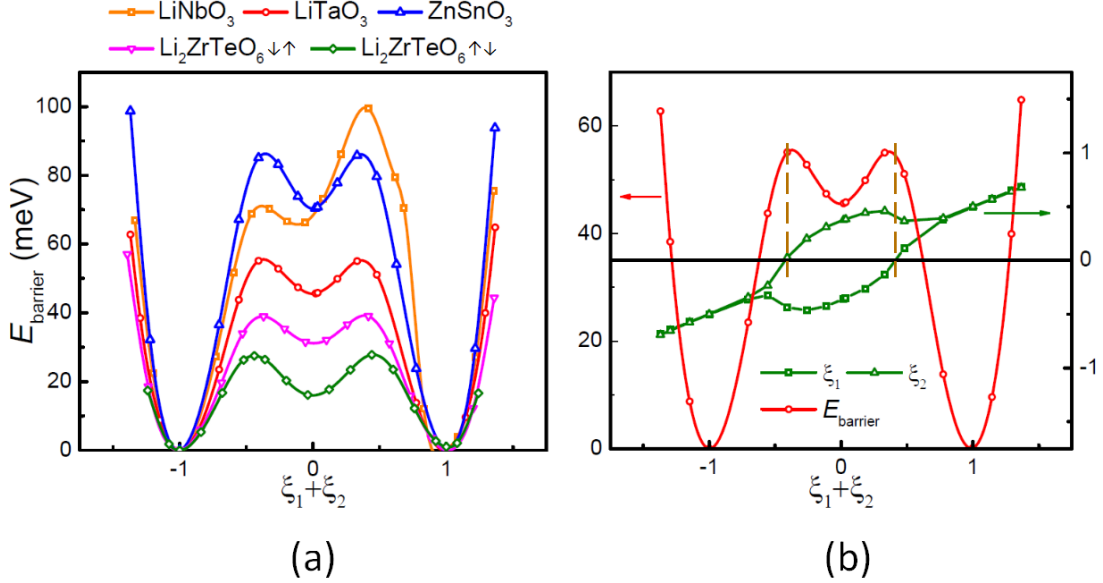 LiNbO3 LiTaO3 ZnSnO3
Li2ZrTeO6↓↑ Li2ZrTeO6↑↓
100
80
60
40
20
0
Ebarrier (meV)
-1 0 1
ξ1+ξ2
(a)
60
40
20
0
1
0
-1
ξ1 ξ2
Ebarrier
-1 0 1
ξ1+ξ2
(b)